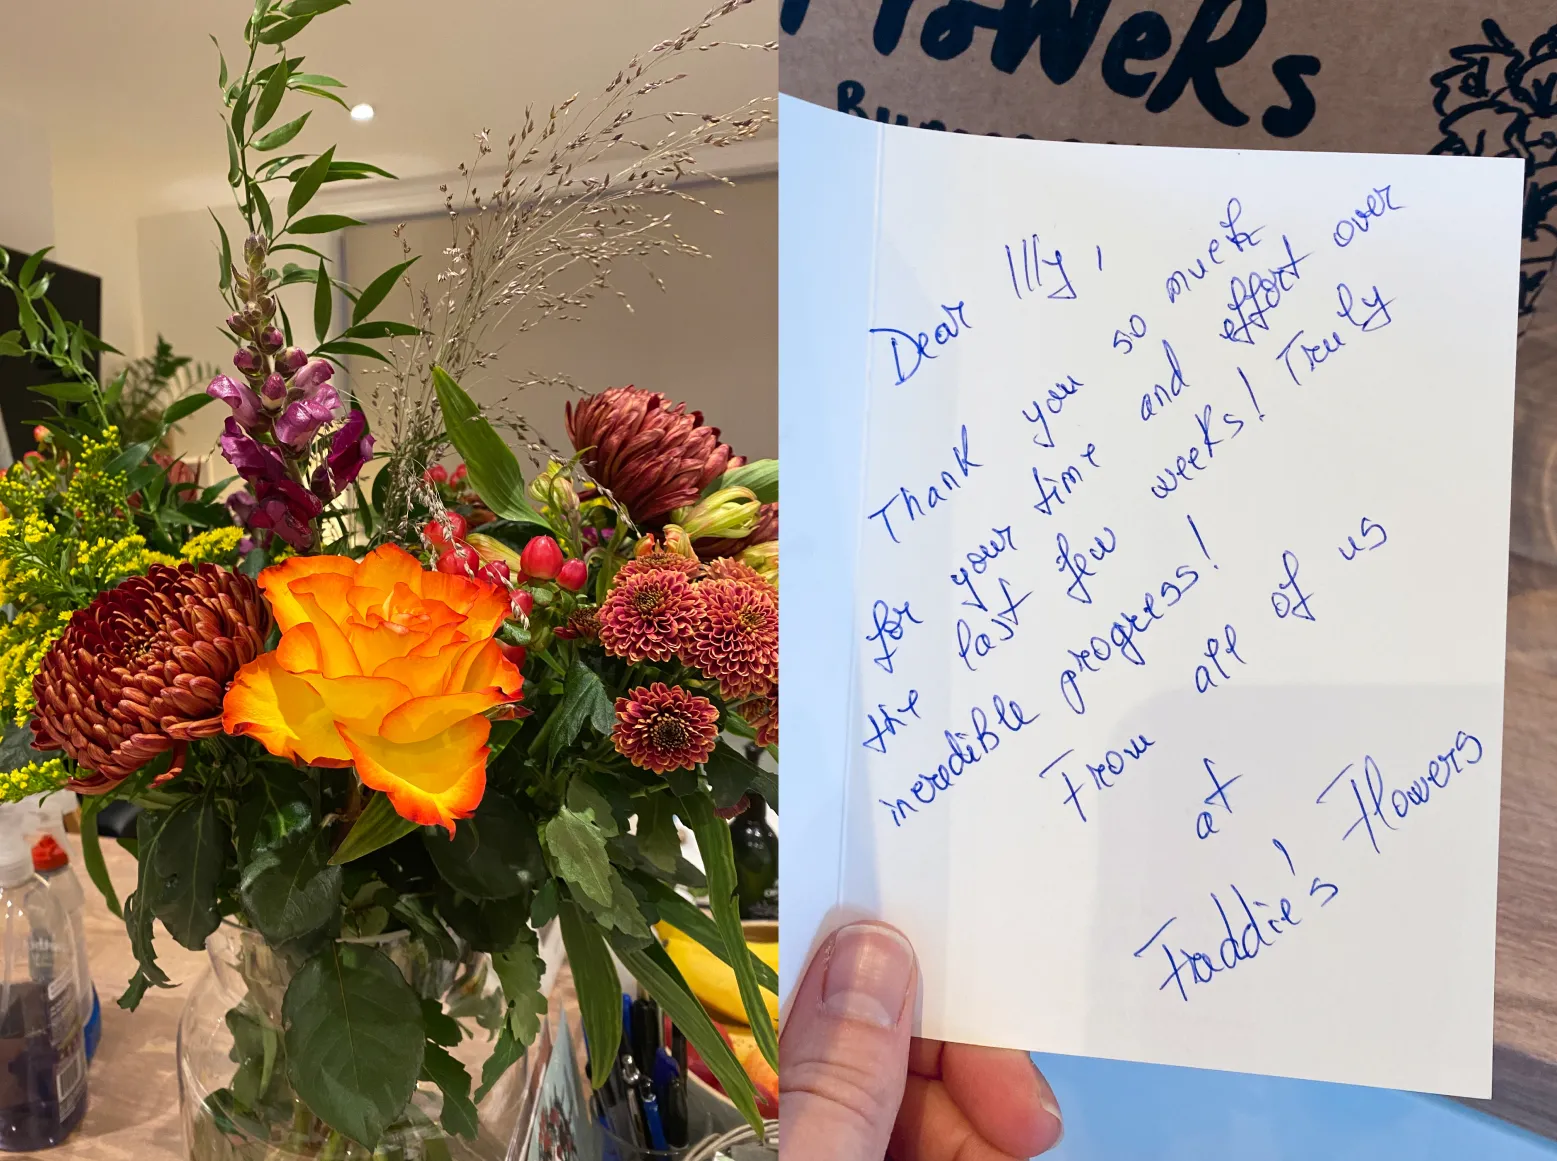 Flowers
Dear Illy,
Thank you so much
for your time and effort over
the last few weeks! Truly
incredible progress!
From all of us
at
Freddie's Flowers